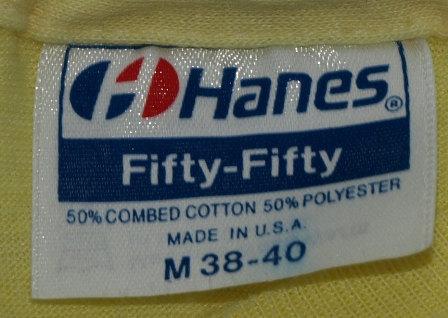 Hanes®
Fifty-Fifty
50% COMBED COTTON 50% POLYESTER
MADE IN U.S.A.
M 38-40